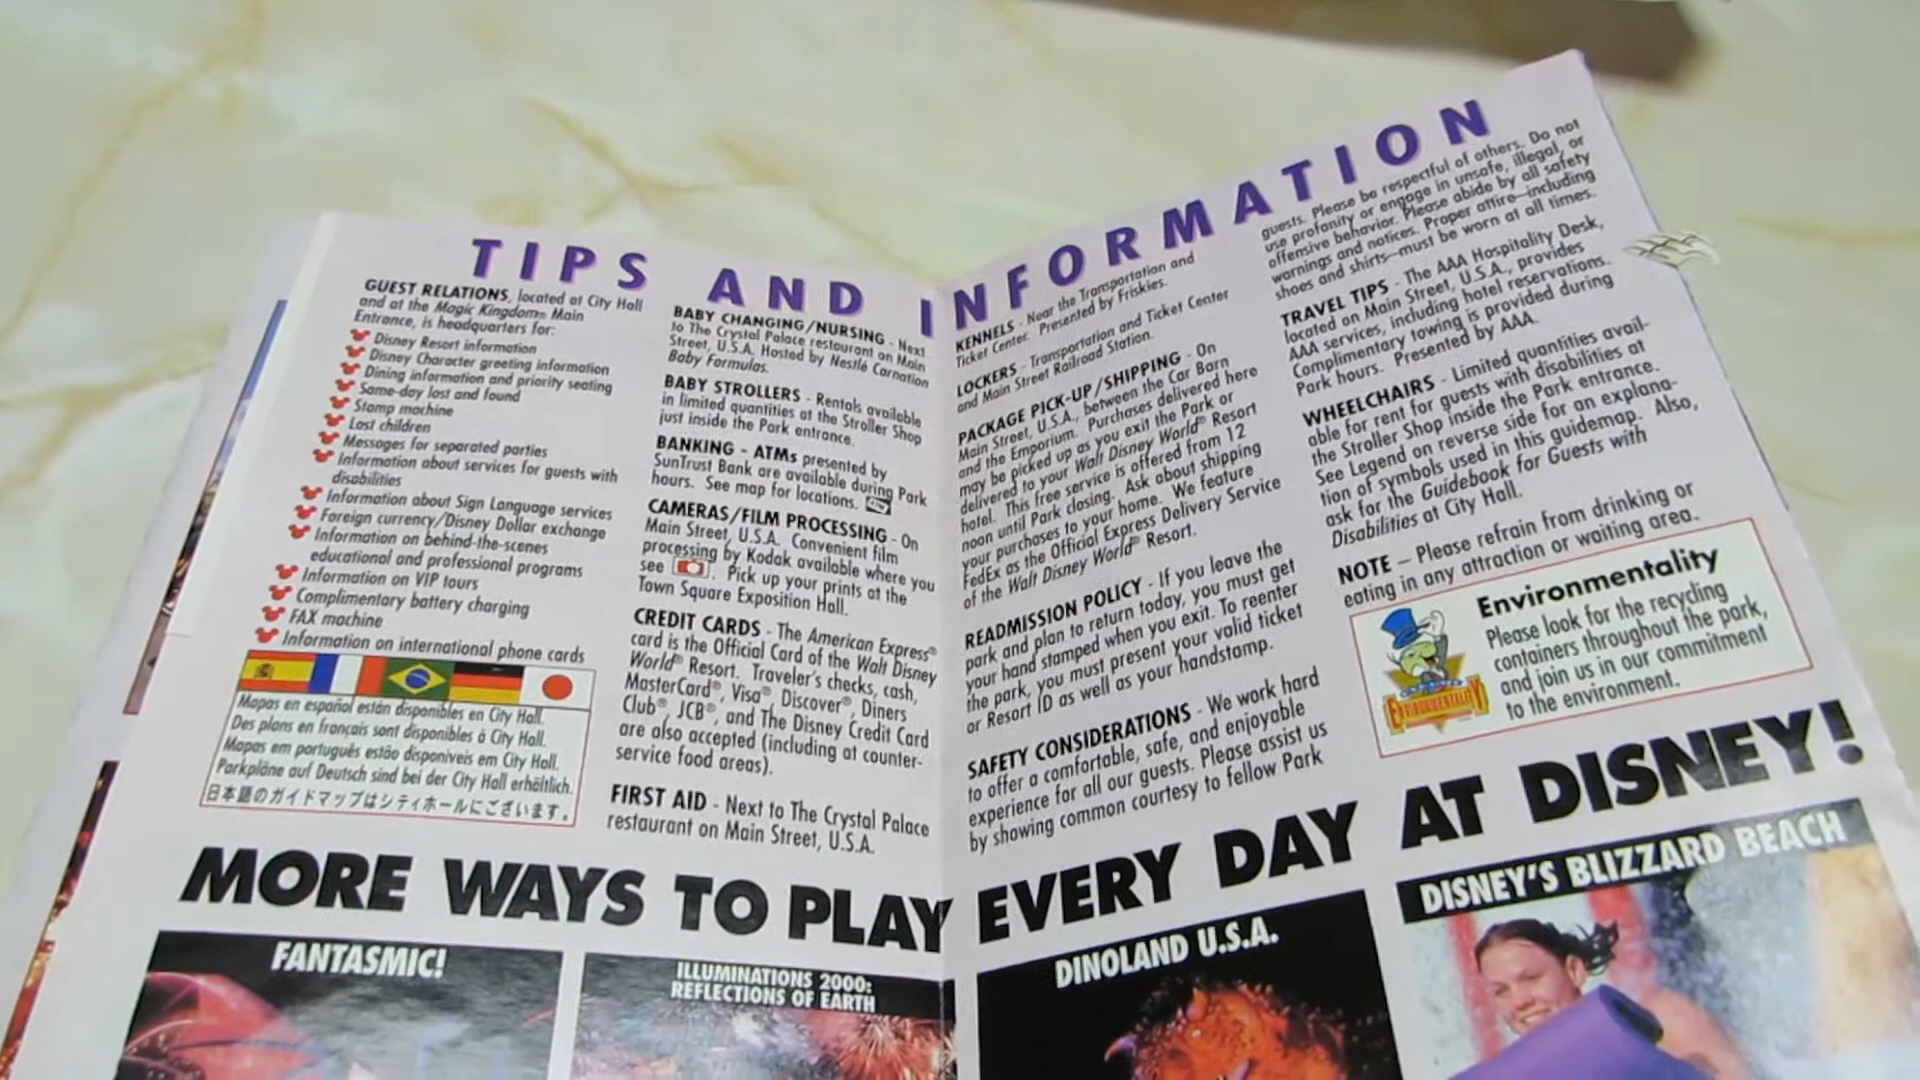 TIPS AND INFORMATION
GUEST RELATIONS, located at City Hall
and at the Magic Kingdom® Main
Entrance, is headquarters for:
Disney Resort information
Disney Character greeting information
Dining information and priority seating
Same-day lost and found
Stamp machine
Lost children
Messages for separated parties
Information about services for guests with
disabilities
Information about Sign Language services
Foreign currency/Disney Dollar exchange
Information on behind-the-scenes
educational and professional programs
Information on VIP tours
Complimentary battery charging
FAX machine
Information on international phone cards
Mapas en español están disponibles en City Hall.
Des plans en français sont disponibles à City Hall.
Mapas em português estão disponíveis em City Hall.
Parkpläne auf Deutsch sind bei der City Hall erhältlich.
日本語のガイドマップはシティホールにございます。
BABY CHANGING/NURSING - Next
to The Crystal Palace restaurant on Main
Street, U.S.A. Hosted by Nestlé Carnation
Baby Formulas.
BABY STROLLERS - Rentals available
in limited quantities at the Stroller Shop
just inside the Park entrance.
BANKING - ATMs presented by
SunTrust Bank are available during Park
hours. See map for locations.
CAMERAS/FILM PROCESSING - On
Main Street, U.S.A. Convenient film
processing by Kodak available where you
see . Pick up your prints at the
Town Square Exposition Hall.
CREDIT CARDS - The American Express®
card is the Official Card of the Walt Disney
World® Resort. Traveler's checks, cash,
MasterCard®, Visa®, Discover®, Diners
Club®, JCB®, and The Disney Credit Card
are also accepted (including at counter-
service food areas).
FIRST AID - Next to The Crystal Palace
restaurant on Main Street, U.S.A.
KENNELS - Near the Transportation and
Ticket Center. Presented by Friskies.
LOCKERS - Transportation and Ticket Center
and Main Street Railroad Station.
PACKAGE PICK-UP/SHIPPING - On
Main Street, U.S.A., between the Car Barn
and the Emporium. Purchases delivered here
may be picked up as you exit the Park or
delivered to your Walt Disney World® Resort
hotel. This free service is offered from 12
noon until Park closing. Ask about shipping
your purchases to your home. We feature
FedEx as the Official Express Delivery Service
of the Walt Disney World® Resort.
READMISSION POLICY - If you leave the
park and plan to return today, you must get
your hand stamped when you exit. To reenter
the park, you must present your valid ticket
or Resort ID as well as your handstamp.
SAFETY CONSIDERATIONS - We work hard
to offer a comfortable, safe, and enjoyable
experience for all our guests. Please assist us
by showing common courtesy to fellow Park
guests. Please be respectful of others. Do not
use profanity or engage in unsafe, illegal, or
offensive behavior. Please abide by all safety
warnings and notices. Proper attire—including
shoes and shirts—must be worn at all times.
TRAVEL TIPS - The AAA Hospitality Desk,
located on Main Street, U.S.A., provides
AAA services, including hotel reservations.
Complimentary towing is provided during
Park hours. Presented by AAA.
WHEELCHAIRS - Limited quantities avail-
able for rent for guests with disabilities at
the Stroller Shop inside the Park entrance.
See Legend on reverse side for an explana-
tion of symbols used in this guidemap. Also,
ask for the Guidebook for Guests with
Disabilities at City Hall.
NOTE – Please refrain from drinking or
eating in any attraction or waiting area.
ENVIRONMENTALITY
Environmentality
Please look for the recycling
containers throughout the park,
and join us in our commitment
to the environment.
MORE WAYS TO PLAY EVERY DAY AT DISNEY!
FANTASMIC!
ILLUMINATIONS 2000:
REFLECTIONS OF EARTH
DINOLAND U.S.A.
DISNEY'S BLIZZARD BEACH